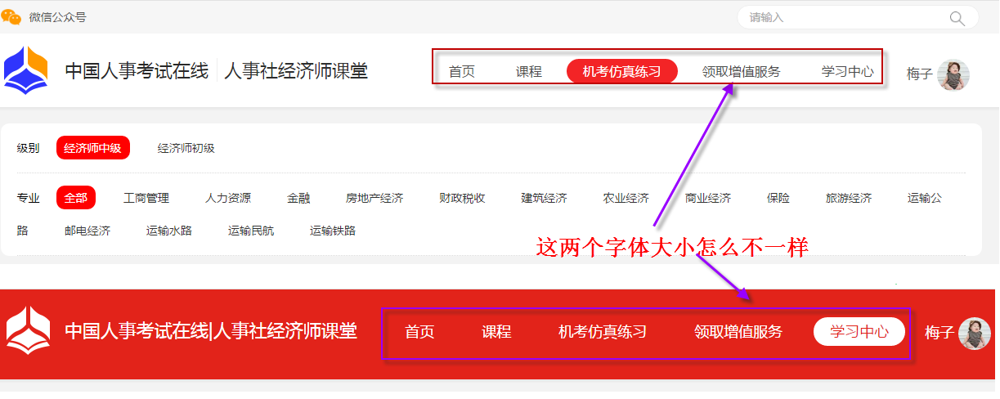 微信公众号 请输入
中国人事考试在线 人事社经济师课堂 首页 课程 机考仿真练习 领取增值服务 学习中心 梅子
级别 经济师中级 经济师初级
专业 全部 工商管理 人力资源 金融 房地产经济 财政税收 建筑经济 农业经济 商业经济 保险 旅游经济 运输公
路 邮电经济 运输水路 运输民航 运输铁路
这两个字体大小怎么不一样
中国人事考试在线|人事社经济师课堂 首页 课程 机考仿真练习 领取增值服务 学习中心 梅子